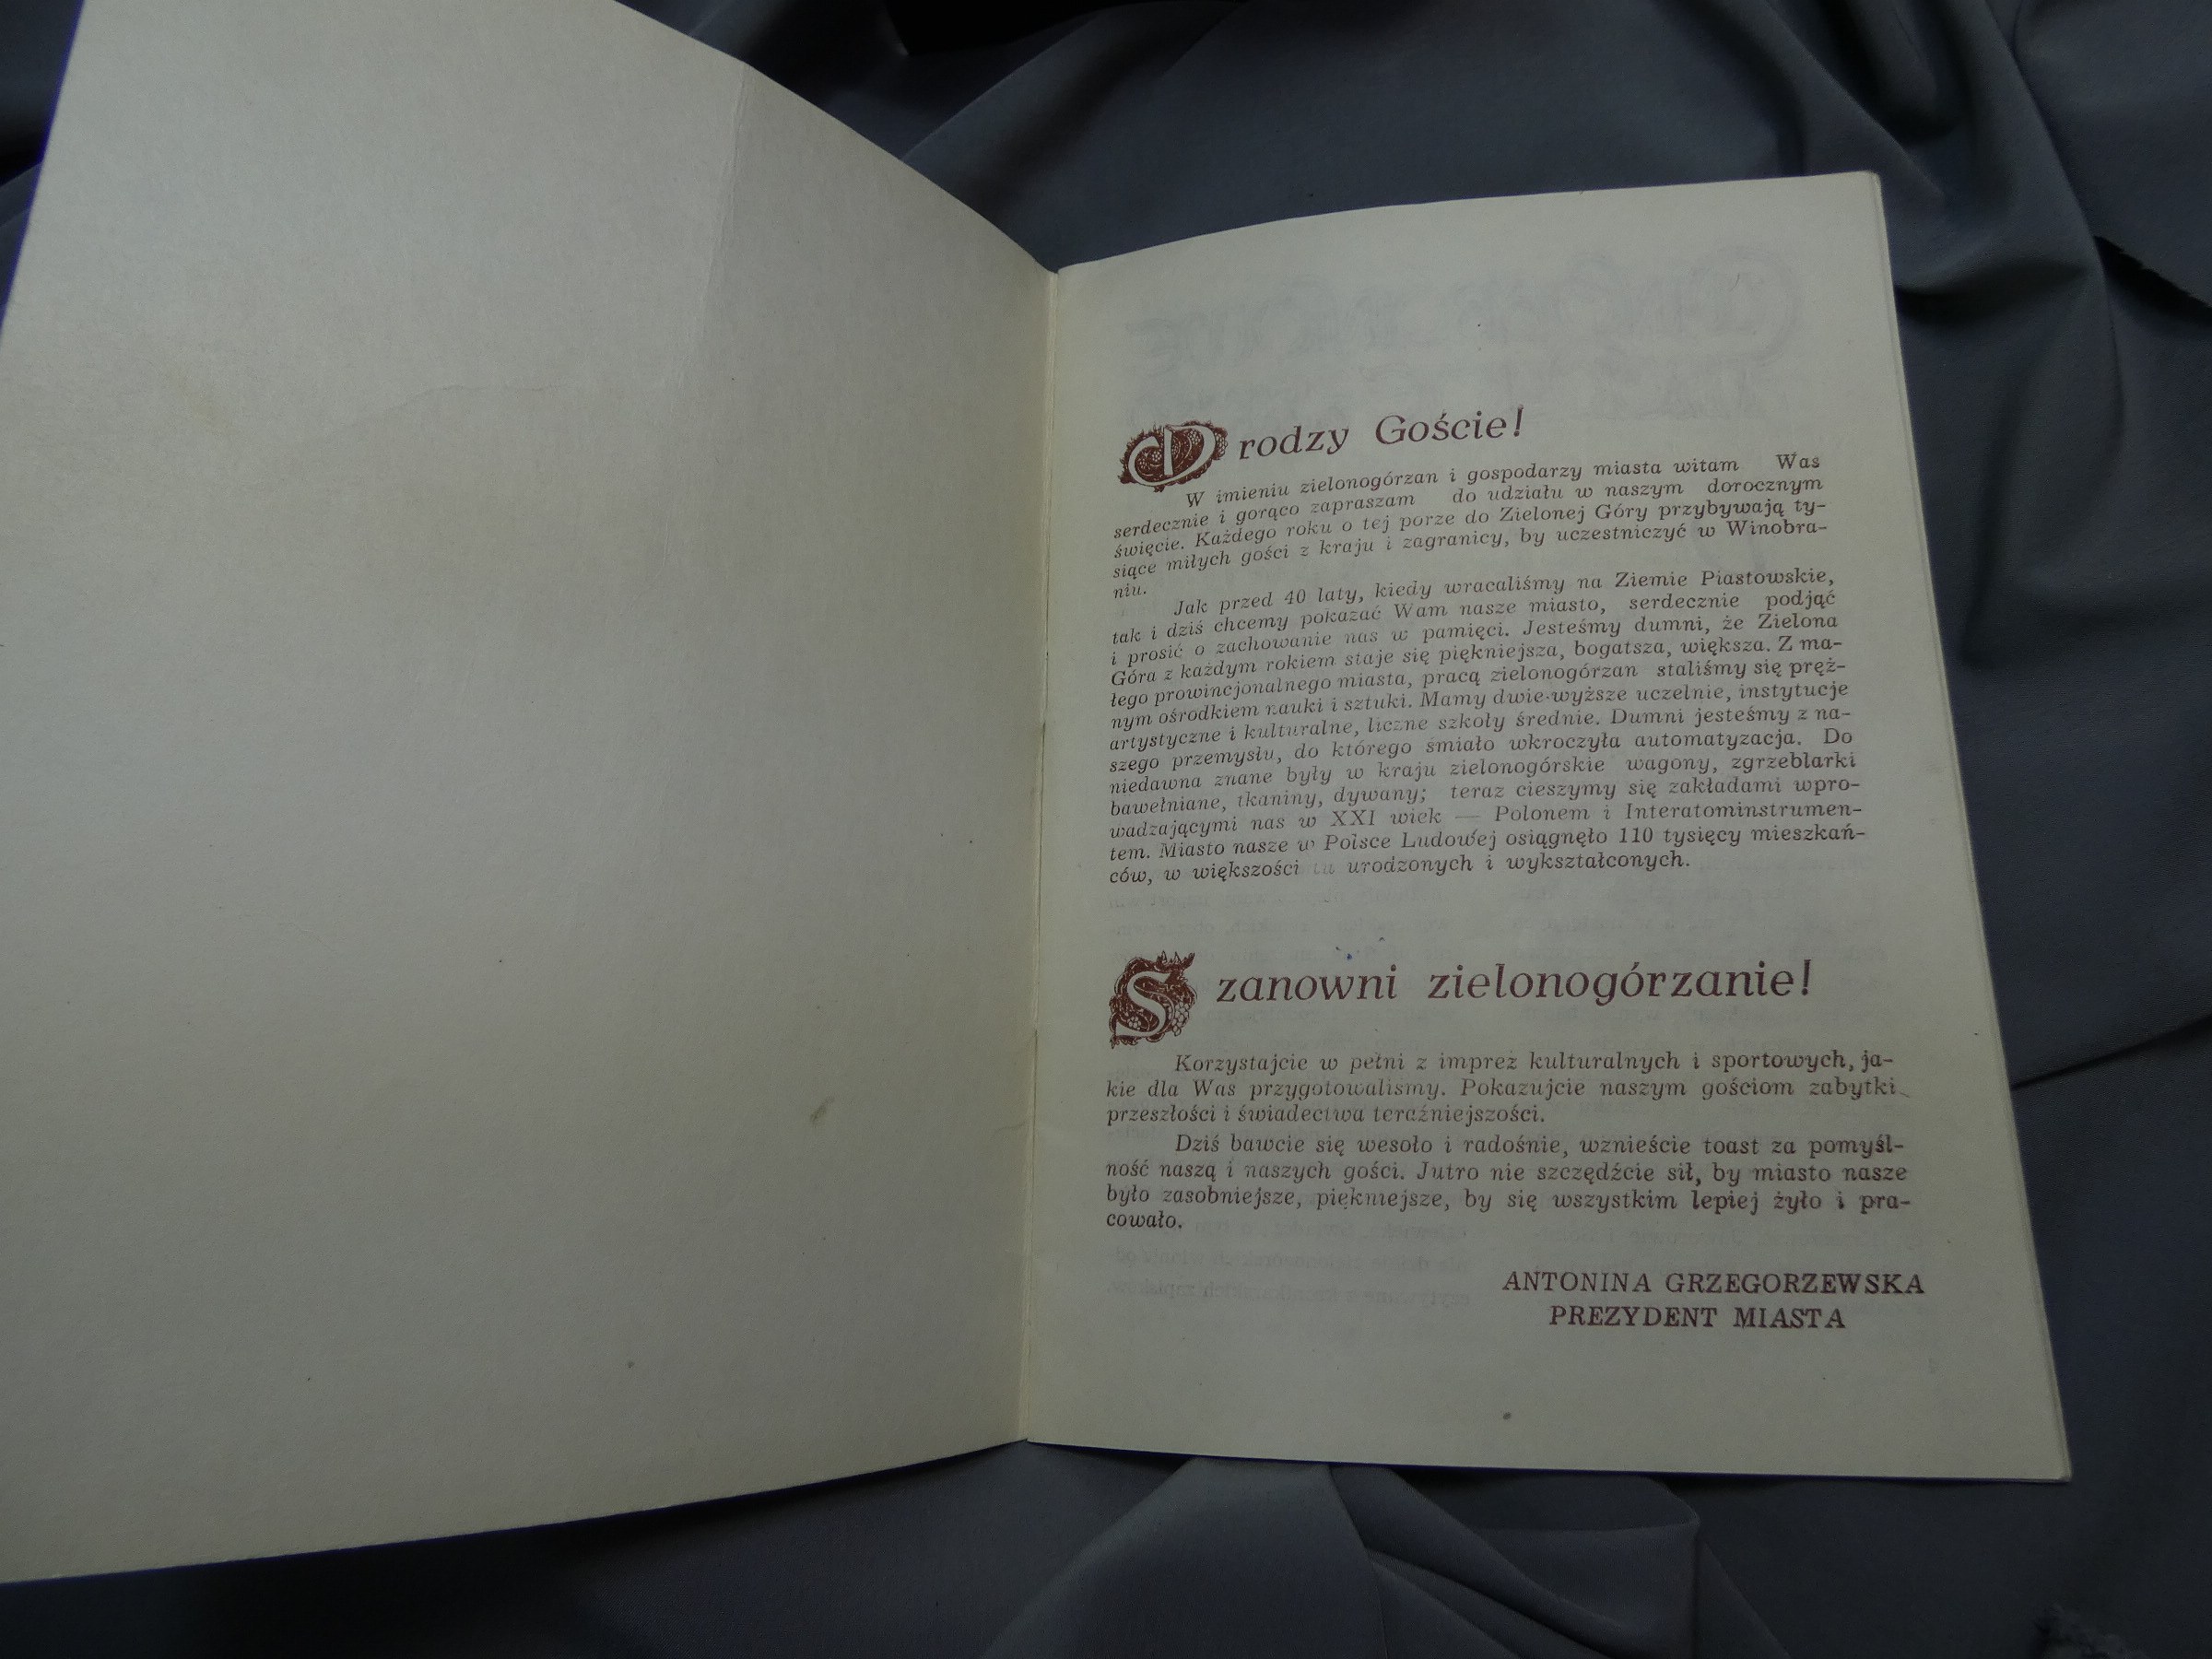 Drodzy Goście!
W imieniu zielonogórzan i gospodarzy miasta witam Was
serdecznie i gorąco zapraszam do udziału w naszym dorocznym
święcie. Każdego roku o tej porze do Zielonej Góry przybywają ty-
siące miłych gości z kraju i zagranicy, by uczestniczyć w Winobra-
niu.
Jak przed 40 laty, kiedy wracaliśmy na Ziemie Piastowskie,
tak i dziś chcemy pokazać Wam nasze miasto, serdecznie podjąć
i prosić o zachowanie nas w pamięci. Jesteśmy dumni, że Zielona
Góra z każdym rokiem staje się piękniejsza, bogatsza, większa. Z ma-
łego prowincjonalnego miasta, pracą zielonogórzan staliśmy się pręż-
nym ośrodkiem nauki i sztuki. Mamy dwie wyższe uczelnie, instytucje
artystyczne i kulturalne, liczne szkoły średnie. Dumni jesteśmy z na-
szego przemysłu, do którego śmiało wkroczyła automatyzacja. Do
niedawna znane były w kraju zielonogórskie wagony, zgrzeblarki
bawełniane, tkaniny, dywany; teraz cieszymy się zakładami wpro-
wadzającymi nas w XXI wiek — Polonem i Interatominstrumen-
tem. Miasto nasze w Polsce Ludowej osiągnęło 110 tysięcy mieszkań-
ców, w większości tu urodzonych i wykształconych.
Szanowni zielonogórzanie!
Korzystajcie w pełni z imprez kulturalnych i sportowych, ja-
kie dla Was przygotowaliśmy. Pokazujcie naszym gościom zabytki
przeszłości i świadectwa teraźniejszości.
Dziś bawcie się wesoło i radośnie, wznieście toast za pomyśl-
ność naszą i naszych gości. Jutro nie szczędźcie sił, by miasto nasze
było zasobniejsze, piękniejsze, by się wszystkim lepiej żyło i pra-
cowało.
ANTONINA GRZEGORZEWSKA
PREZYDENT MIASTA